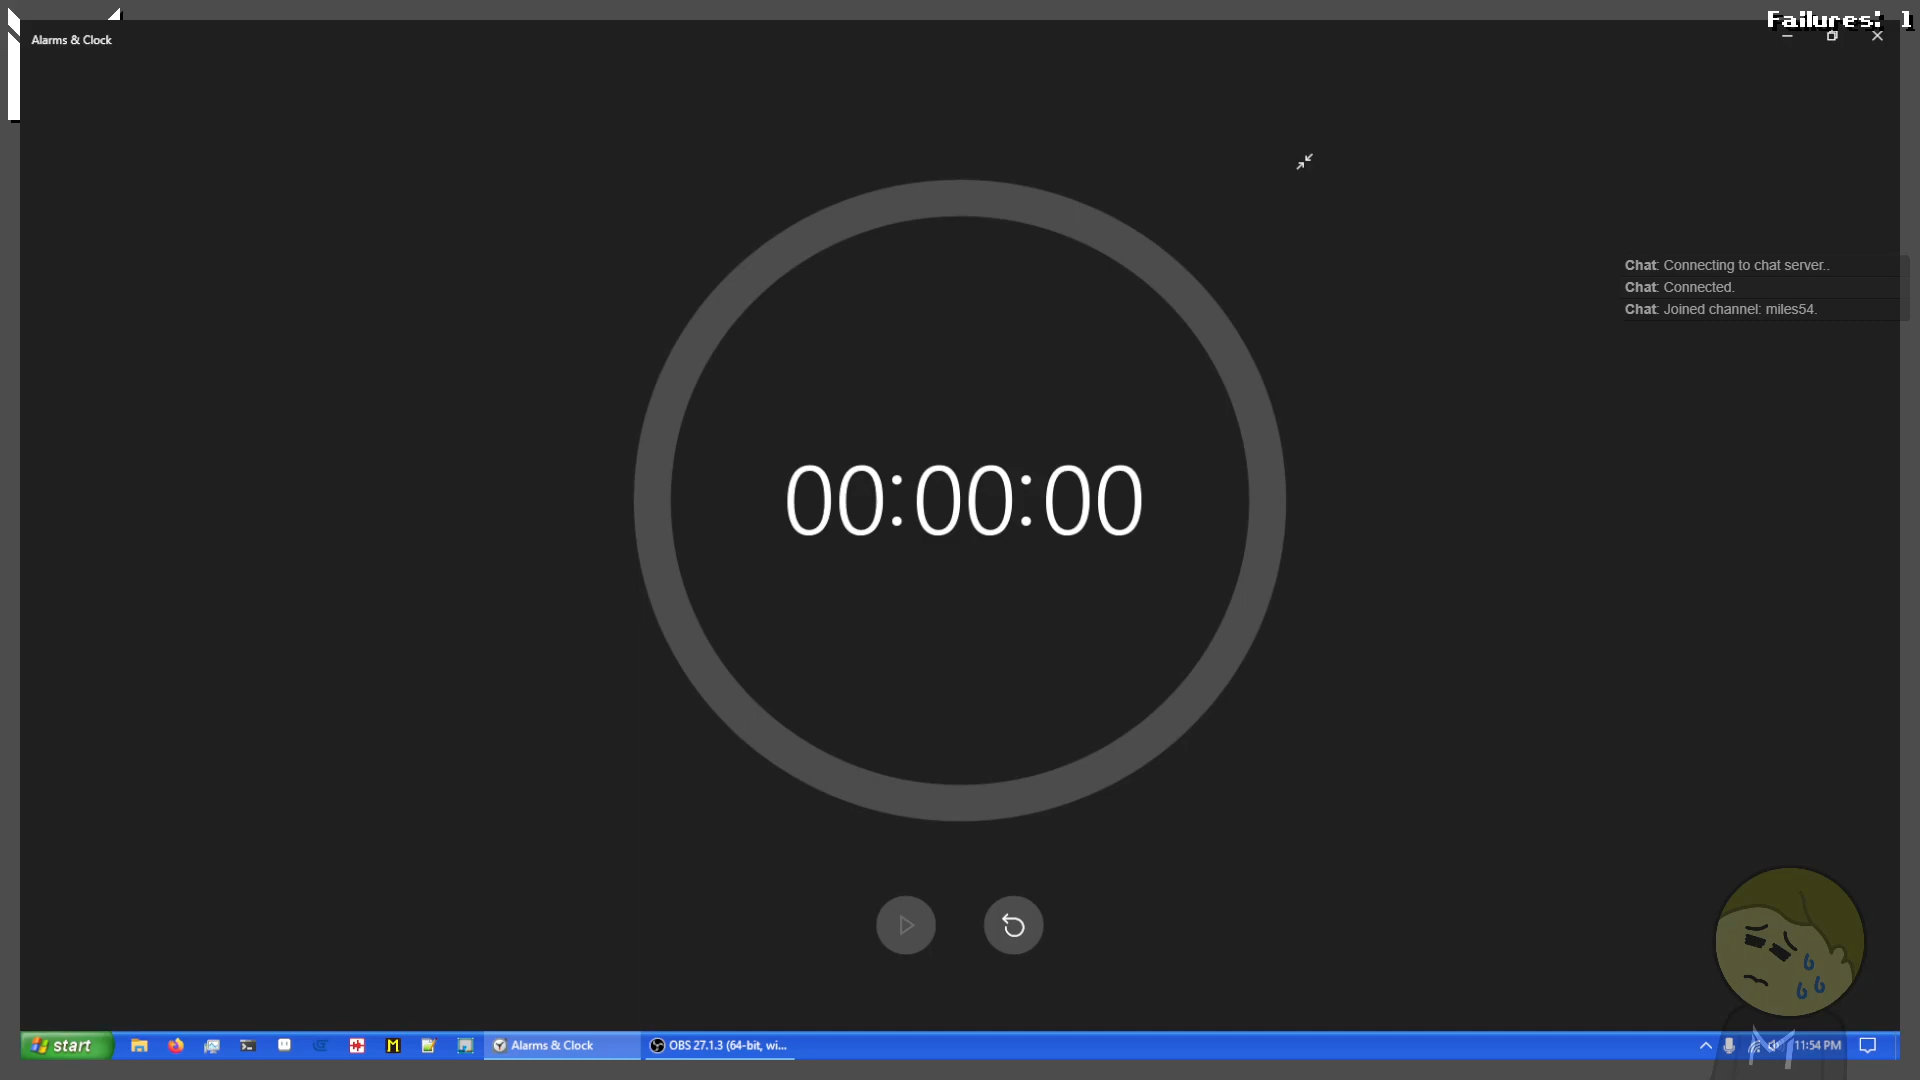 Failures: 1
Alarms & Clock
Chat: Connecting to chat server..
Chat: Connected.
Chat: Joined channel: miles54.
00:00:00
start
Alarms & Clock
OBS 27.1.3 (64-bit, wi...
11:54 PM